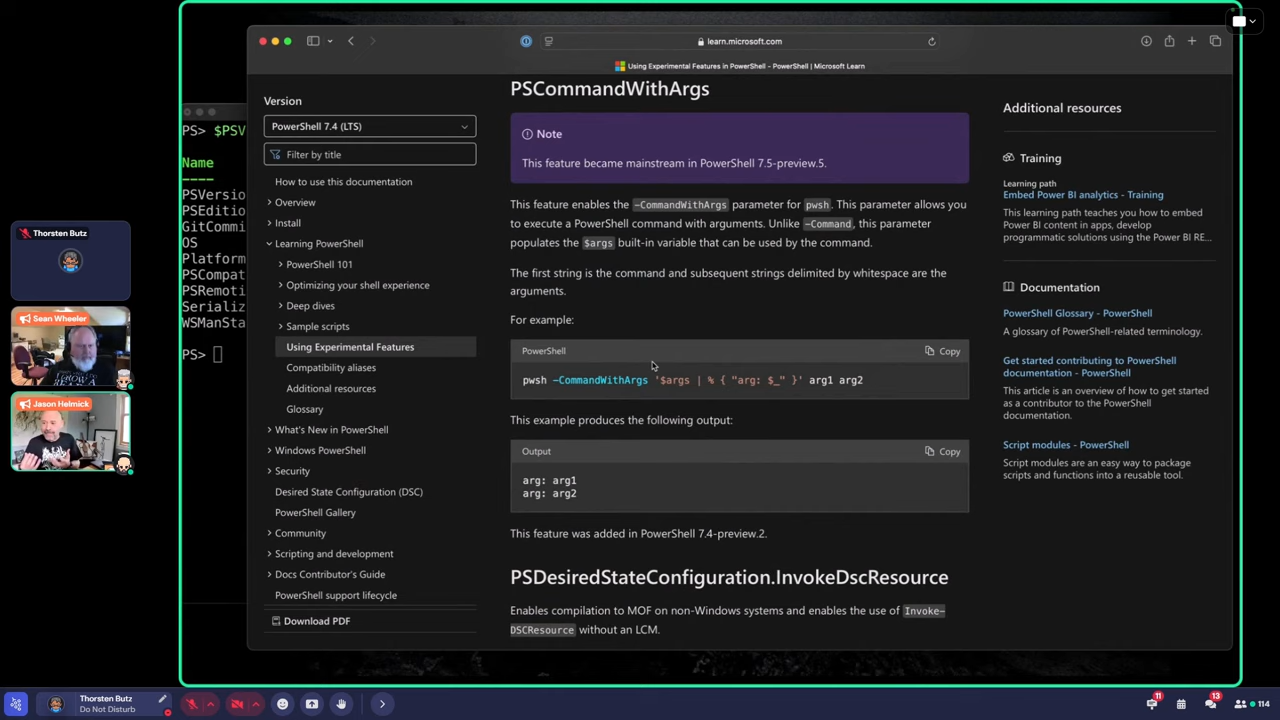 learn.microsoft.com
Using Experimental Features in PowerShell - PowerShell | Microsoft Learn
PS> $PSV
Name
----
PSVersio
PSEditio
GitCommi
OS
Platform
PSCompat
PSRemoti
Serializ
WSManSta
PS>
Version
PowerShell 7.4 (LTS)
Filter by title
How to use this documentation
Overview
Install
Learning PowerShell
PowerShell 101
Optimizing your shell experience
Deep dives
Sample scripts
Using Experimental Features
Compatibility aliases
Additional resources
Glossary
What's New in PowerShell
Windows PowerShell
Security
Desired State Configuration (DSC)
PowerShell Gallery
Community
Scripting and development
Docs Contributor's Guide
PowerShell support lifecycle
Download PDF
PSCommandWithArgs
Note
This feature became mainstream in PowerShell 7.5-preview.5.
This feature enables the -CommandWithArgs parameter for pwsh. This parameter allows you
to execute a PowerShell command with arguments. Unlike -Command, this parameter
populates the $args built-in variable that can be used by the command.
The first string is the command and subsequent strings delimited by whitespace are the
arguments.
For example:
PowerShell
Copy
pwsh -CommandWithArgs '$args | % { "arg: $_" }' arg1 arg2
This example produces the following output:
Output
Copy
arg: arg1
arg: arg2
This feature was added in PowerShell 7.4-preview.2.
PSDesiredStateConfiguration.InvokeDscResource
Enables compilation to MOF on non-Windows systems and enables the use of Invoke-
DSCResource without an LCM.
Additional resources
Training
Learning path
Embed Power BI analytics - Training
This learning path teaches you how to embed
Power BI content in apps, develop
programmatic solutions using the Power BI RE...
Documentation
PowerShell Glossary - PowerShell
A glossary of PowerShell-related terminology.
Get started contributing to PowerShell
documentation - PowerShell
This article is an overview of how to get started
as a contributor to the PowerShell
documentation.
Script modules - PowerShell
Script modules are an easy way to package
scripts and functions into a reusable tool.
Thorsten Butz
Sean Wheeler
Jason Helmick
Thorsten Butz
Do Not Disturb
11
13
114